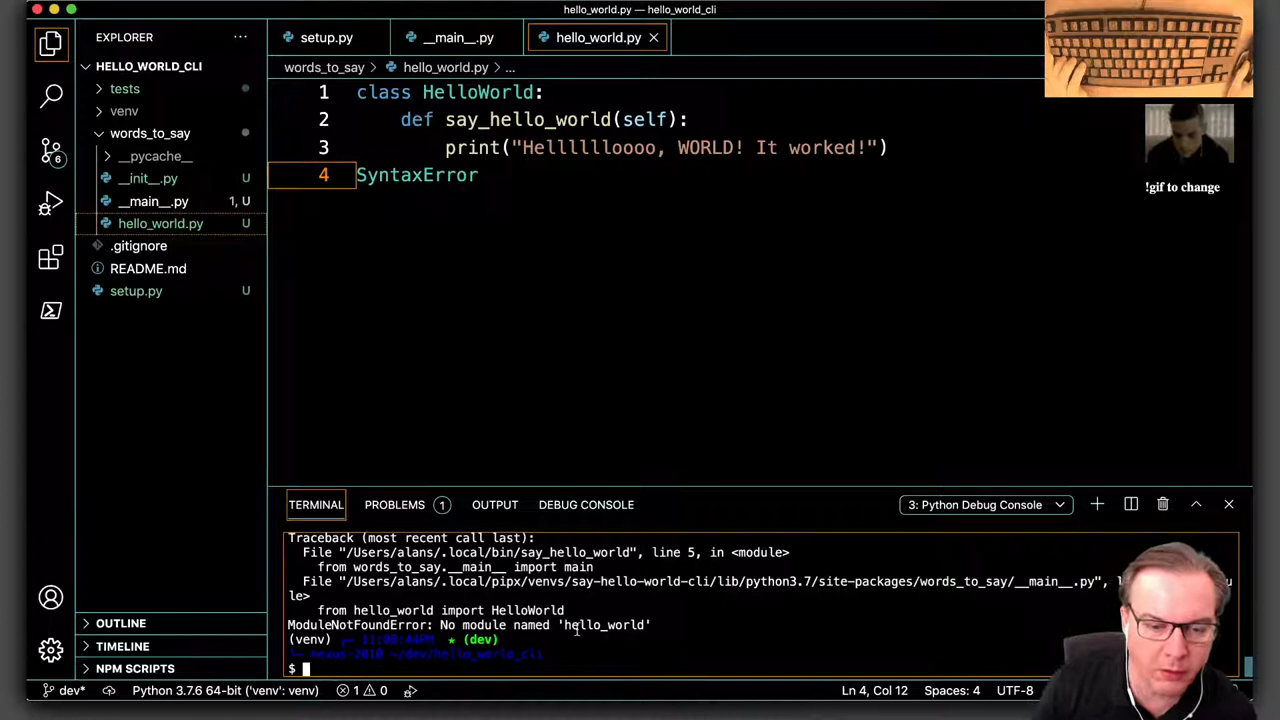 hello_world.py — hello_world_cli
EXPLORER
setup.py
__main__.py
hello_world.py
HELLO_WORLD_CLI
words_to_say > hello_world.py > ...
tests
venv
words_to_say
__pycache__
__init__.py U
__main__.py 1, U
hello_world.py U
.gitignore
README.md
setup.py U
1 class HelloWorld:
2 def say_hello_world(self):
3 print("Helllllloooo, WORLD! It worked!")
4 SyntaxError
!gif to change
6
TERMINAL
PROBLEMS 1
OUTPUT
DEBUG CONSOLE
3: Python Debug Console
Traceback (most recent call last):
File "/Users/alans/.local/bin/say_hello_world", line 5, in <module>
from words_to_say.__main__ import main
File "/Users/alans/.local/pipx/venvs/say-hello-world-cli/lib/python3.7/site-packages/words_to_say/__main__.py",
le>
from hello_world import HelloWorld
ModuleNotFoundError: No module named 'hello_world'
(venv) ★ (dev)
nexus-2010 ~/dev/hello_world_cli
$
OUTLINE
TIMELINE
NPM SCRIPTS
dev* Python 3.7.6 64-bit ('venv': venv) 1 0 Ln 4, Col 12 Spaces: 4 UTF-8